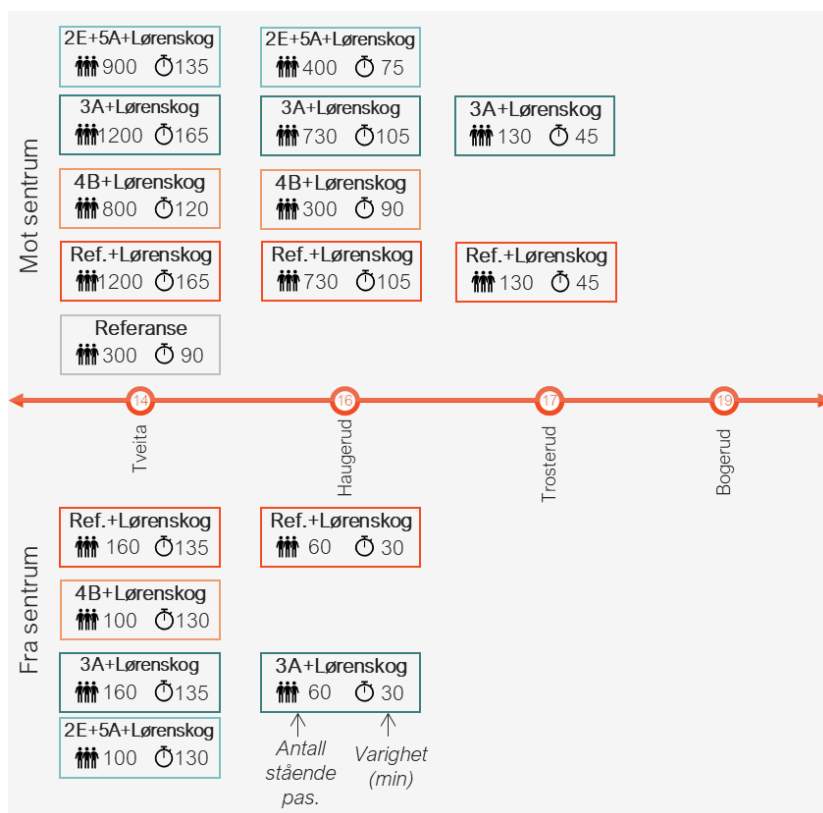 Mot sentrum
2E+5A+Lørenskog
900 135
2E+5A+Lørenskog
400 75
3A+Lørenskog
1200 165
3A+Lørenskog
730 105
3A+Lørenskog
130 45
4B+Lørenskog
800 120
4B+Lørenskog
300 90
Ref.+Lørenskog
1200 165
Ref.+Lørenskog
730 105
Ref.+Lørenskog
130 45
Referanse
300 90
14
16
17
19
Tveita
Haugerud
Trosterud
Bogerud
Fra sentrum
Ref.+Lørenskog
160 135
Ref.+Lørenskog
60 30
4B+Lørenskog
100 130
3A+Lørenskog
160 135
3A+Lørenskog
60 30
2E+5A+Lørenskog
100 130
Antall
stående
pas.
Varighet
(min)